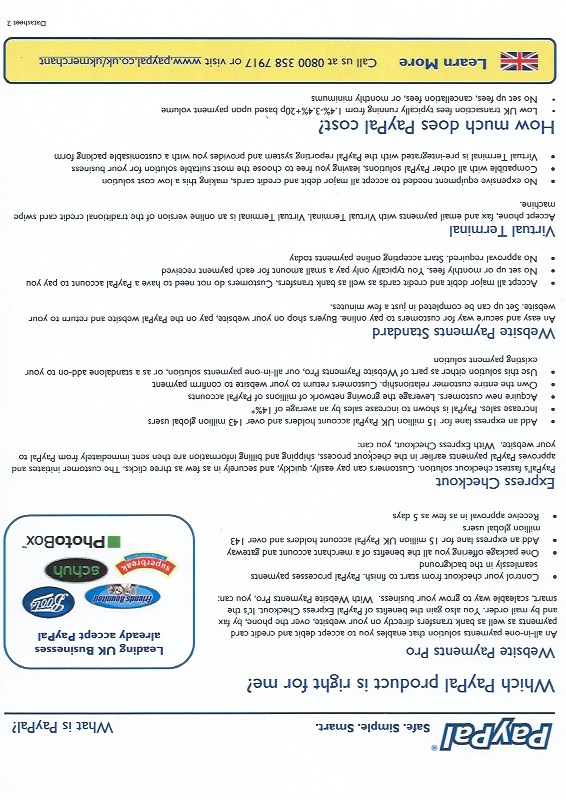 PayPal® Safe. Simple. Smart.
What is PayPal?
Which PayPal product is right for me?
Website Payments Pro
An all-in-one payments solution that enables you to accept debit and credit card
payments as well as bank transfers directly on your website, over the phone, by fax
and by mail order. You also gain the benefits of PayPal Express Checkout. It's the
smart, scaleable way to grow your business. With Website Payments Pro, you can:
• Control your checkout from start to finish. PayPal processes payments
seamlessly in the background
• One package offering you all the benefits of a merchant account and gateway
• Add an express lane for 15 million UK PayPal account holders and over 143
million global users
• Receive approval in as few as 5 days
Leading UK Businesses
already accept PayPal
Friends Reunited
Boots
superbreak
schuh
PhotoBox™
Express Checkout
PayPal's fastest checkout solution. Customers can pay easily, quickly, and securely in as few as three clicks. The customer initiates and
approves PayPal payments earlier in the checkout process, shipping and billing information are then sent immediately from PayPal to
your website. With Express Checkout, you can:
• Add an express lane for 15 million UK PayPal account holders and over 143 million global users
• Increase sales. PayPal is shown to increase sales by an average of 14%*
• Acquire new customers. Leverage the growing network of millions of PayPal accounts
• Own the entire customer relationship. Customers return to your website to confirm payment
• Use this solution either as part of Website Payments Pro, our all-in-one payments solution, or as a standalone add-on to your
existing payment solution
Website Payments Standard
An easy and secure way for customers to pay online. Buyers shop on your website, pay on the PayPal website and return to your
website. Set up can be completed in just a few minutes.
• Accept all major debit and credit cards as well as bank transfers. Customers do not need to have a PayPal account to pay you
• No set up or monthly fees. You typically only pay a small amount for each payment received
• No approval required. Start accepting online payments today
Virtual Terminal
Accept phone, fax and email payments with Virtual Terminal. Virtual Terminal is an online version of the traditional credit card swipe
machine.
• No expensive equipment needed to accept all major debit and credit cards, making this a low cost solution
• Compatible with all other PayPal solutions, leaving you free to choose the most suitable solution for your business
• Virtual Terminal is pre-integrated with the PayPal reporting system and provides you with a customisable packing form
How much does PayPal cost?
• Low UK transaction fees typically running from 1.4%-3.4%+20p based upon payment volume
• No set up fees, cancellation fees, or monthly minimums
Learn More Call us at 0800 358 7917 or visit www.paypal.co.uk/ukmerchant
Datasheet 2